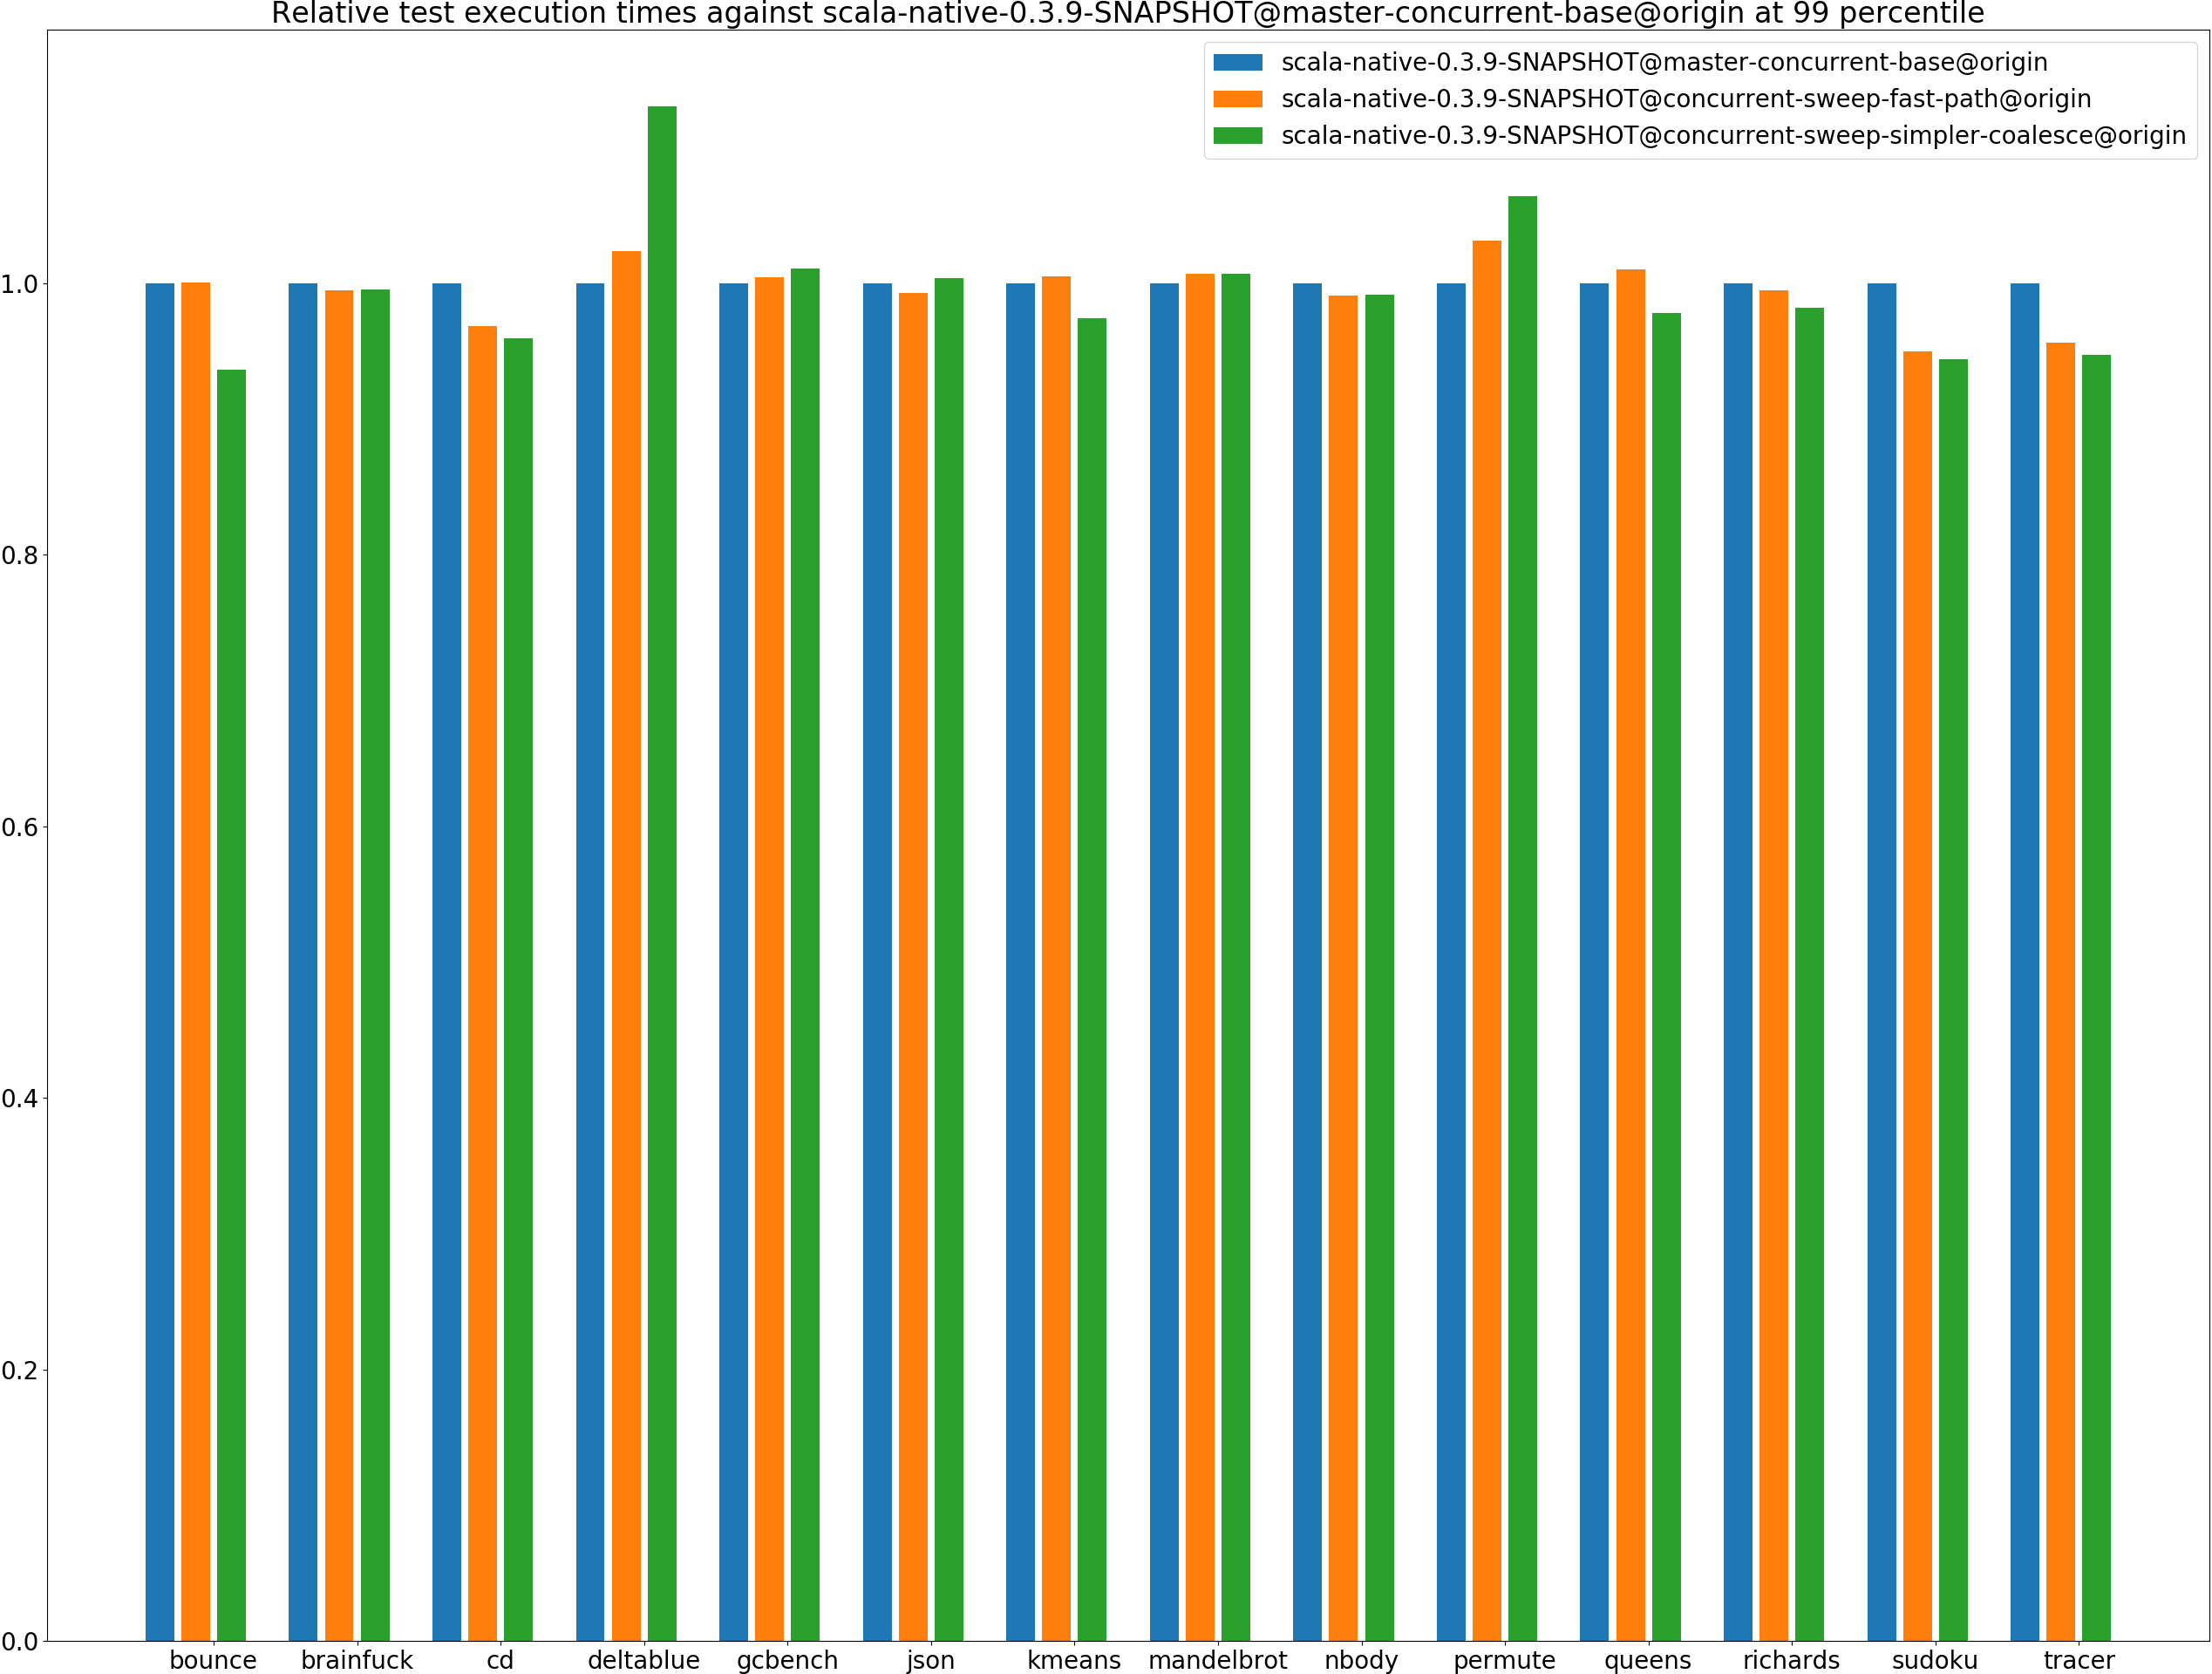 Relative test execution times against scala-native-0.3.9-SNAPSHOT@master-concurrent-base@origin at 99 percentile
scala-native-0.3.9-SNAPSHOT@master-concurrent-base@origin
scala-native-0.3.9-SNAPSHOT@concurrent-sweep-fast-path@origin
scala-native-0.3.9-SNAPSHOT@concurrent-sweep-simpler-coalesce@origin
1.0
0.8
0.6
0.4
0.2
0.0
bounce brainfuck cd deltablue gcbench json kmeans mandelbrot nbody permute queens richards sudoku tracer